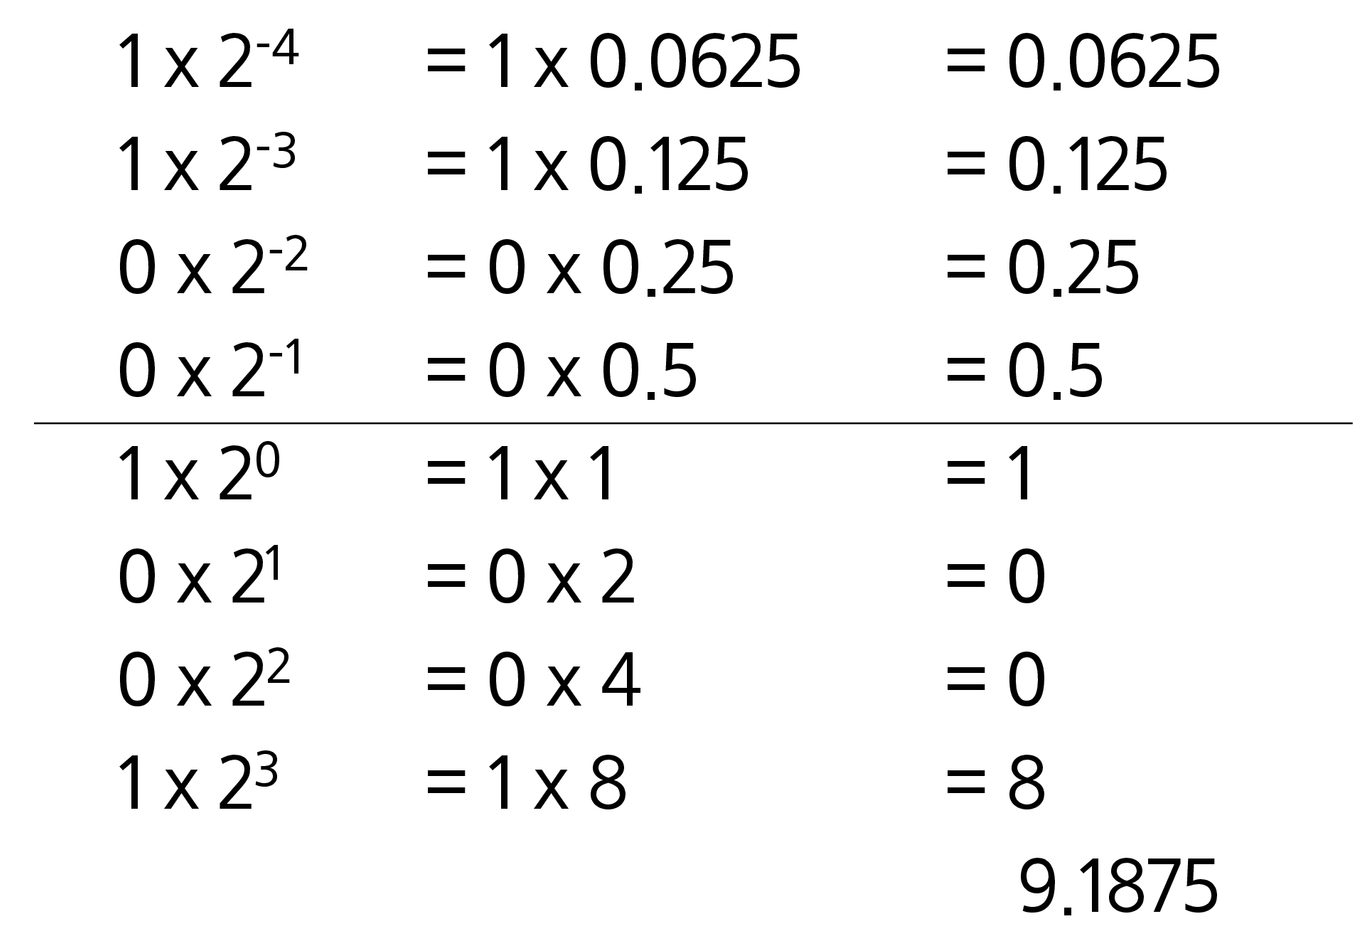 1 x 2⁻⁴ = 1 x 0.0625 = 0.0625
1 x 2⁻³ = 1 x 0.125 = 0.125
0 x 2⁻² = 0 x 0.25 = 0.25
0 x 2⁻¹ = 0 x 0.5 = 0.5
1 x 2⁰ = 1 x 1 = 1
0 x 2¹ = 0 x 2 = 0
0 x 2² = 0 x 4 = 0
1 x 2³ = 1 x 8 = 8
9.1875